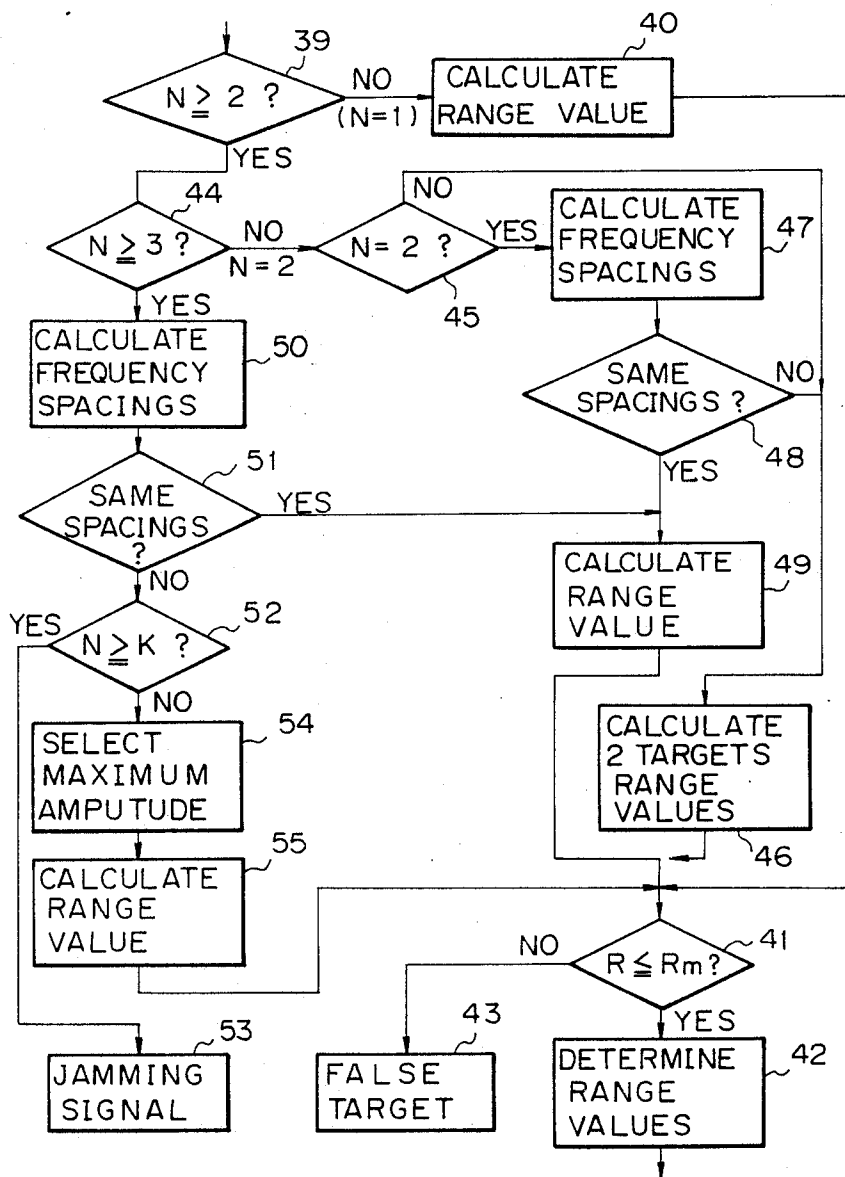 39
N ≧ 2 ?
NO
(N=1)
40
CALCULATE
RANGE VALUE
YES
44
N ≧ 3 ?
NO
N=2
NO
N= 2 ?
45
YES
CALCULATE
FREQUENCY
SPACINGS
47
YES
CALCULATE
FREQUENCY
SPACINGS
50
SAME
SPACINGS ?
NO
48
YES
51
SAME
SPACINGS
?
YES
NO
CALCULATE
RANGE
VALUE
49
YES
52
N ≧ K ?
NO
54
SELECT
MAXIMUM
AMPUTUDE
CALCULATE
2 TARGETS
RANGE
VALUES
46
55
CALCULATE
RANGE
VALUE
NO
41
R ≦ Rm?
YES
53
JAMMING
SIGNAL
43
FALSE
TARGET
DETERMINE
RANGE
VALUES
42